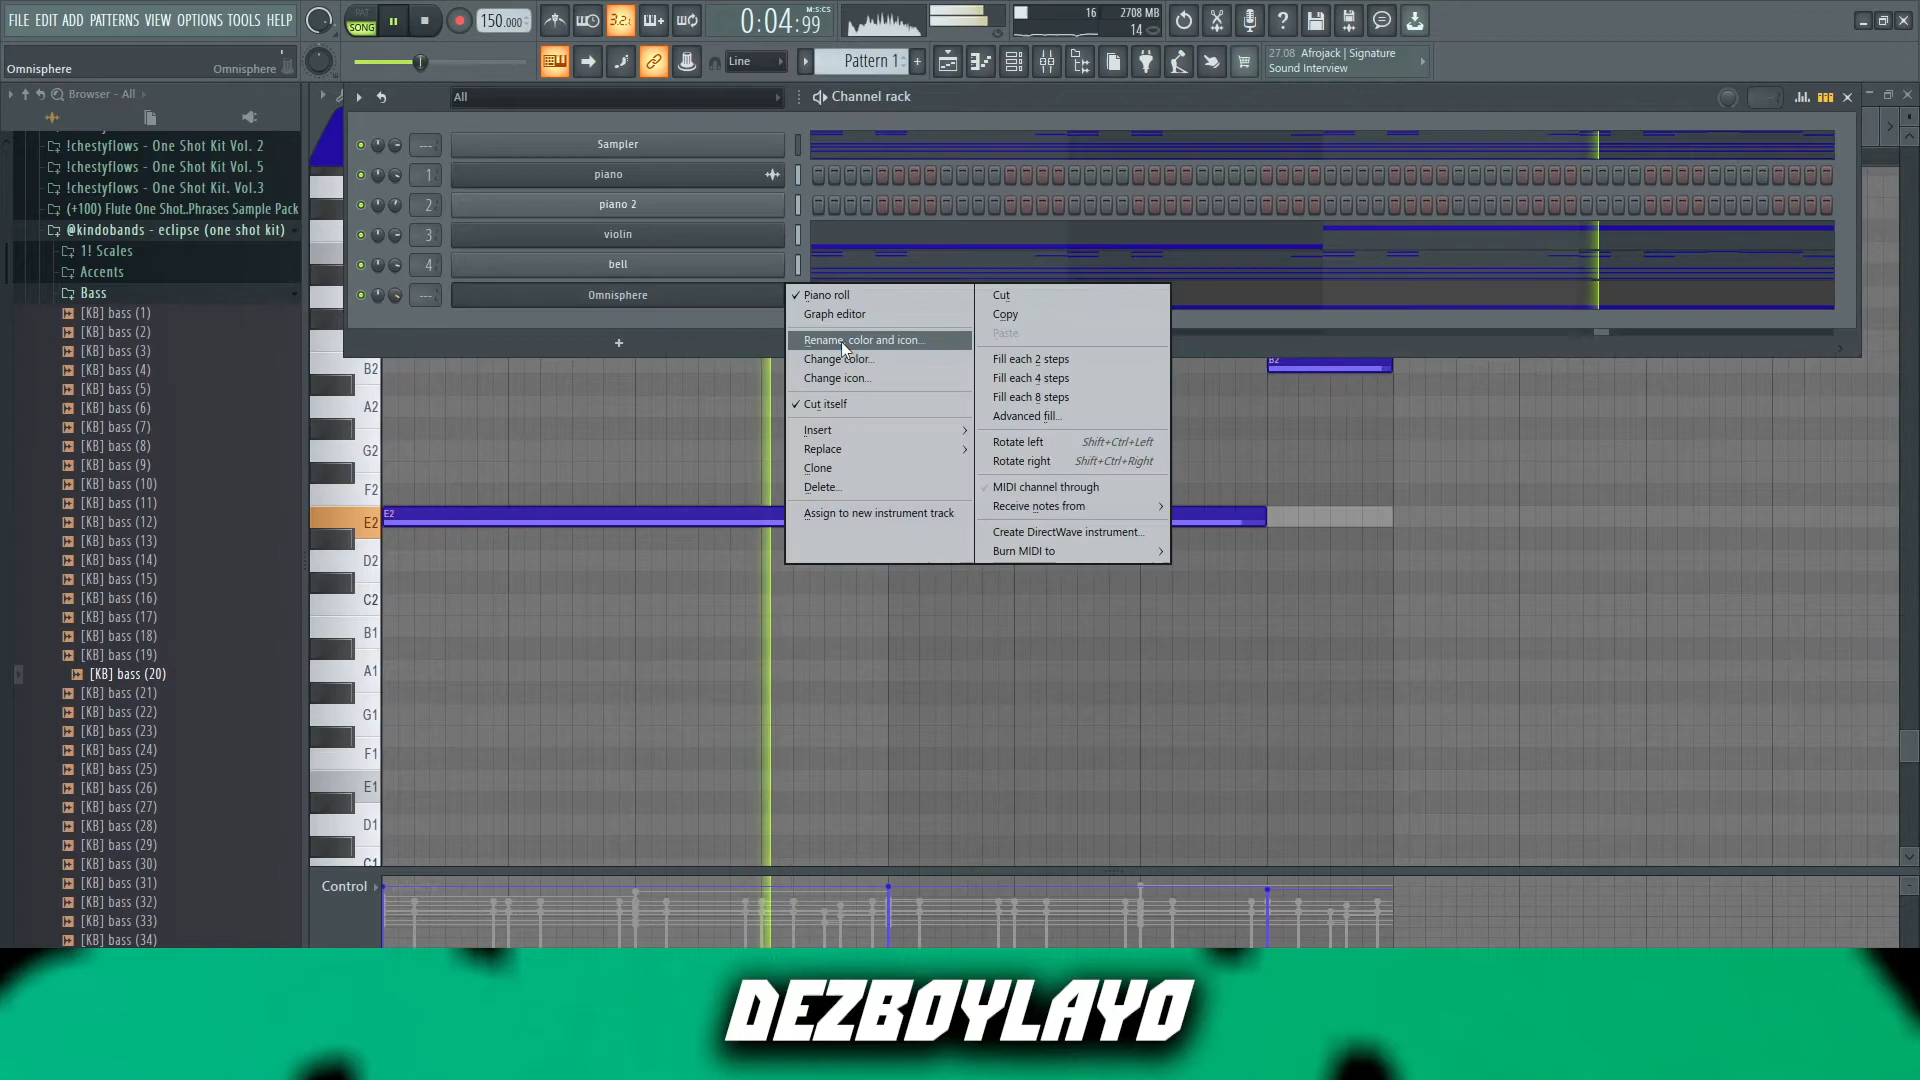 FILE EDIT ADD PATTERNS VIEW OPTIONS TOOLS HELP
PAT
SONG
150.000
3.2
0:04:99
M:S:CS
16
2708 MB
14
Omnisphere
Omnisphere
Line
Pattern 1
27.08 Afrojack | Signature
Sound Interview
Browser - All
All
Channel rack
!chestyflows - One Shot Kit Vol. 2
!chestyflows - One Shot Kit Vol. 5
!chestyflows - One Shot Kit. Vol.3
(+100) Flute One Shot..Phrases Sample Pack
@kindobands - eclipse (one shot kit)
1! Scales
Accents
Bass
[KB] bass (1)
[KB] bass (2)
[KB] bass (3)
[KB] bass (4)
[KB] bass (5)
[KB] bass (6)
[KB] bass (7)
[KB] bass (8)
[KB] bass (9)
[KB] bass (10)
[KB] bass (11)
[KB] bass (12)
[KB] bass (13)
[KB] bass (14)
[KB] bass (15)
[KB] bass (16)
[KB] bass (17)
[KB] bass (18)
[KB] bass (19)
[KB] bass (20)
[KB] bass (21)
[KB] bass (22)
[KB] bass (23)
[KB] bass (24)
[KB] bass (25)
[KB] bass (26)
[KB] bass (27)
[KB] bass (28)
[KB] bass (29)
[KB] bass (30)
[KB] bass (31)
[KB] bass (32)
[KB] bass (33)
[KB] bass (34)
--- Sampler
1 piano
2 piano 2
3 violin
4 bell
--- Omnisphere
+
Piano roll
Graph editor
Rename, color and icon...
Change color...
Change icon...
Cut itself
Insert
Replace
Clone
Delete...
Assign to new instrument track
Cut
Copy
Paste
Fill each 2 steps
Fill each 4 steps
Fill each 8 steps
Advanced fill...
Rotate left Shift+Ctrl+Left
Rotate right Shift+Ctrl+Right
MIDI channel through
Receive notes from
Create DirectWave instrument...
Burn MIDI to
B2
A2
G2
F2
E2
D2
C2
B1
A1
G1
F1
E1
D1
C1
E2
B2
Control
DEZBOYLAYO